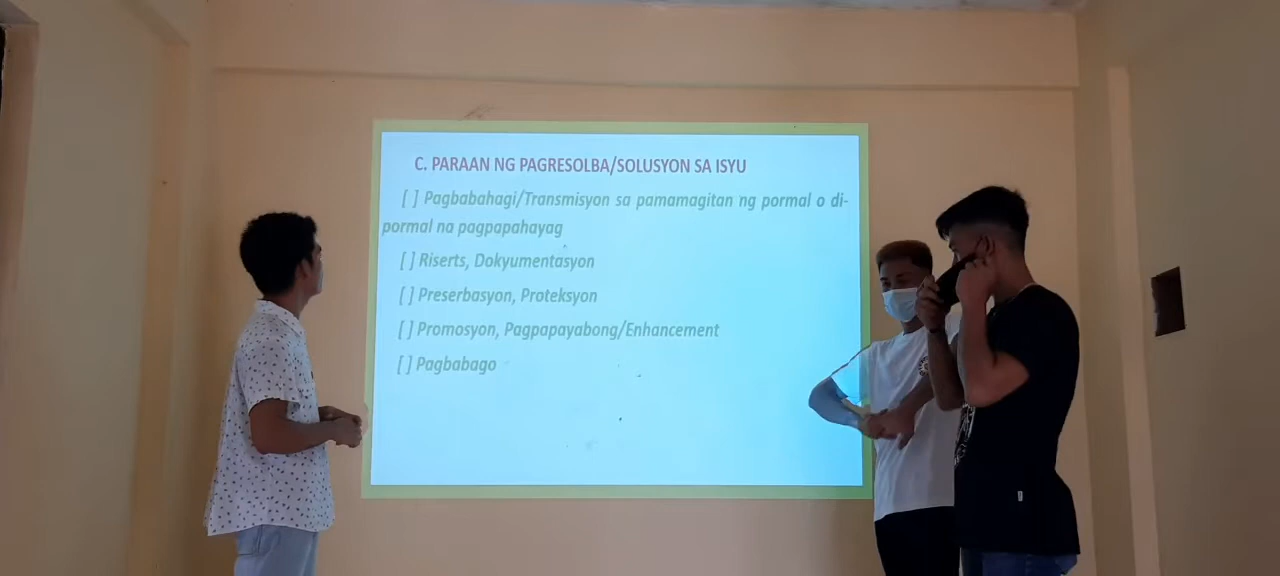 C. PARAAN NG PAGRESOLBA/SOLUSYON SA ISYU
[ ] Pagbabahagi/Transmisyon sa pamamagitan ng pormal o di-
pormal na pagpapahayag
[ ] Riserts, Dokyumentasyon
[ ] Preserbasyon, Proteksyon
[ ] Promosyon, Pagpapayabong/Enhancement
[ ] Pagbabago